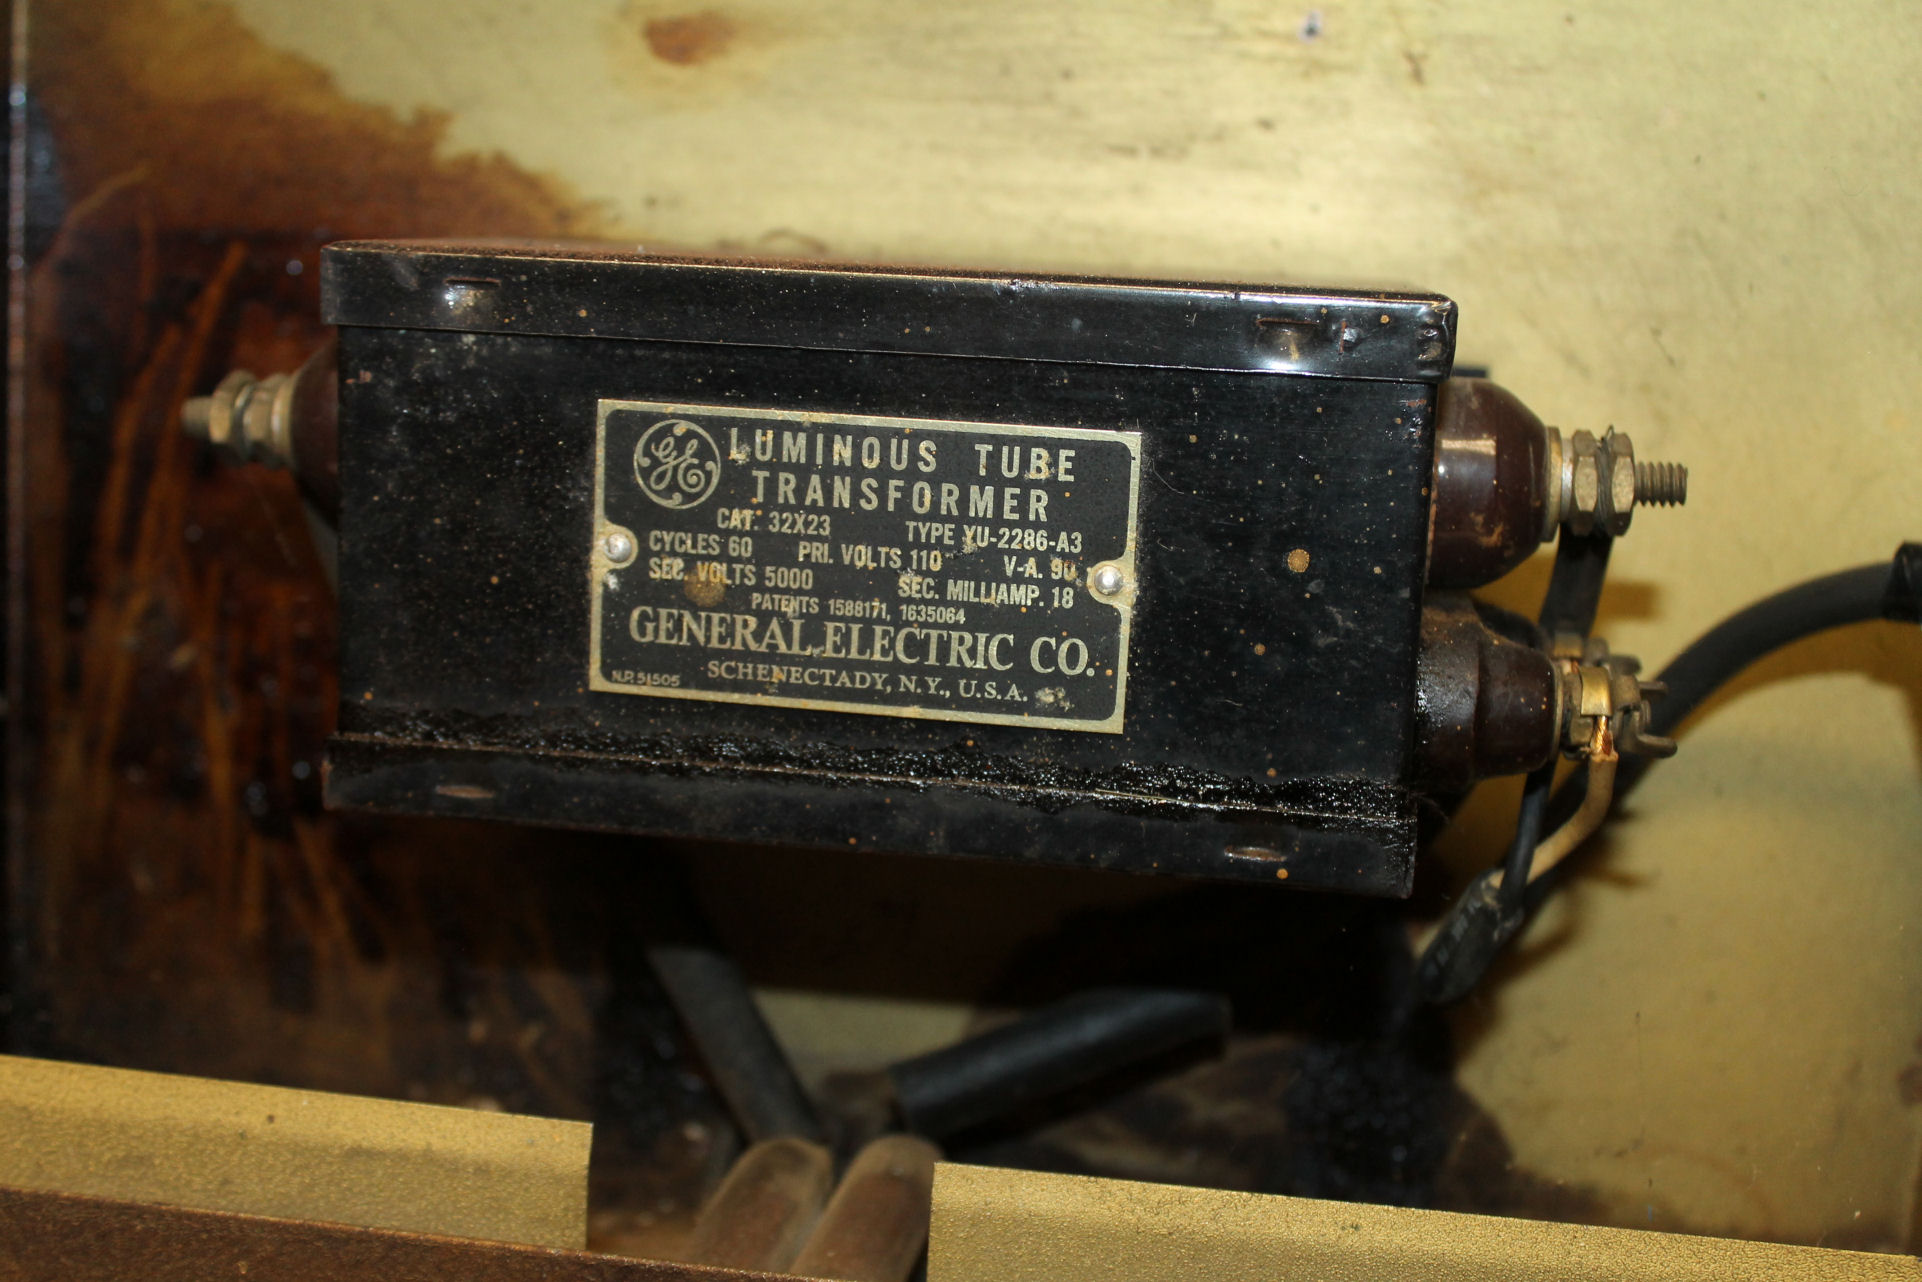 GE LUMINOUS TUBE
TRANSFORMER
CAT. 32X23 TYPE YU-2286-A3
CYCLES 60 PRI. VOLTS 110 V-A. 90
SEC. VOLTS 5000 SEC. MILLIAMP. 18
PATENTS 1588171, 1635064
GENERAL ELECTRIC CO.
N.P. 51505 SCHENECTADY, N.Y., U.S.A.